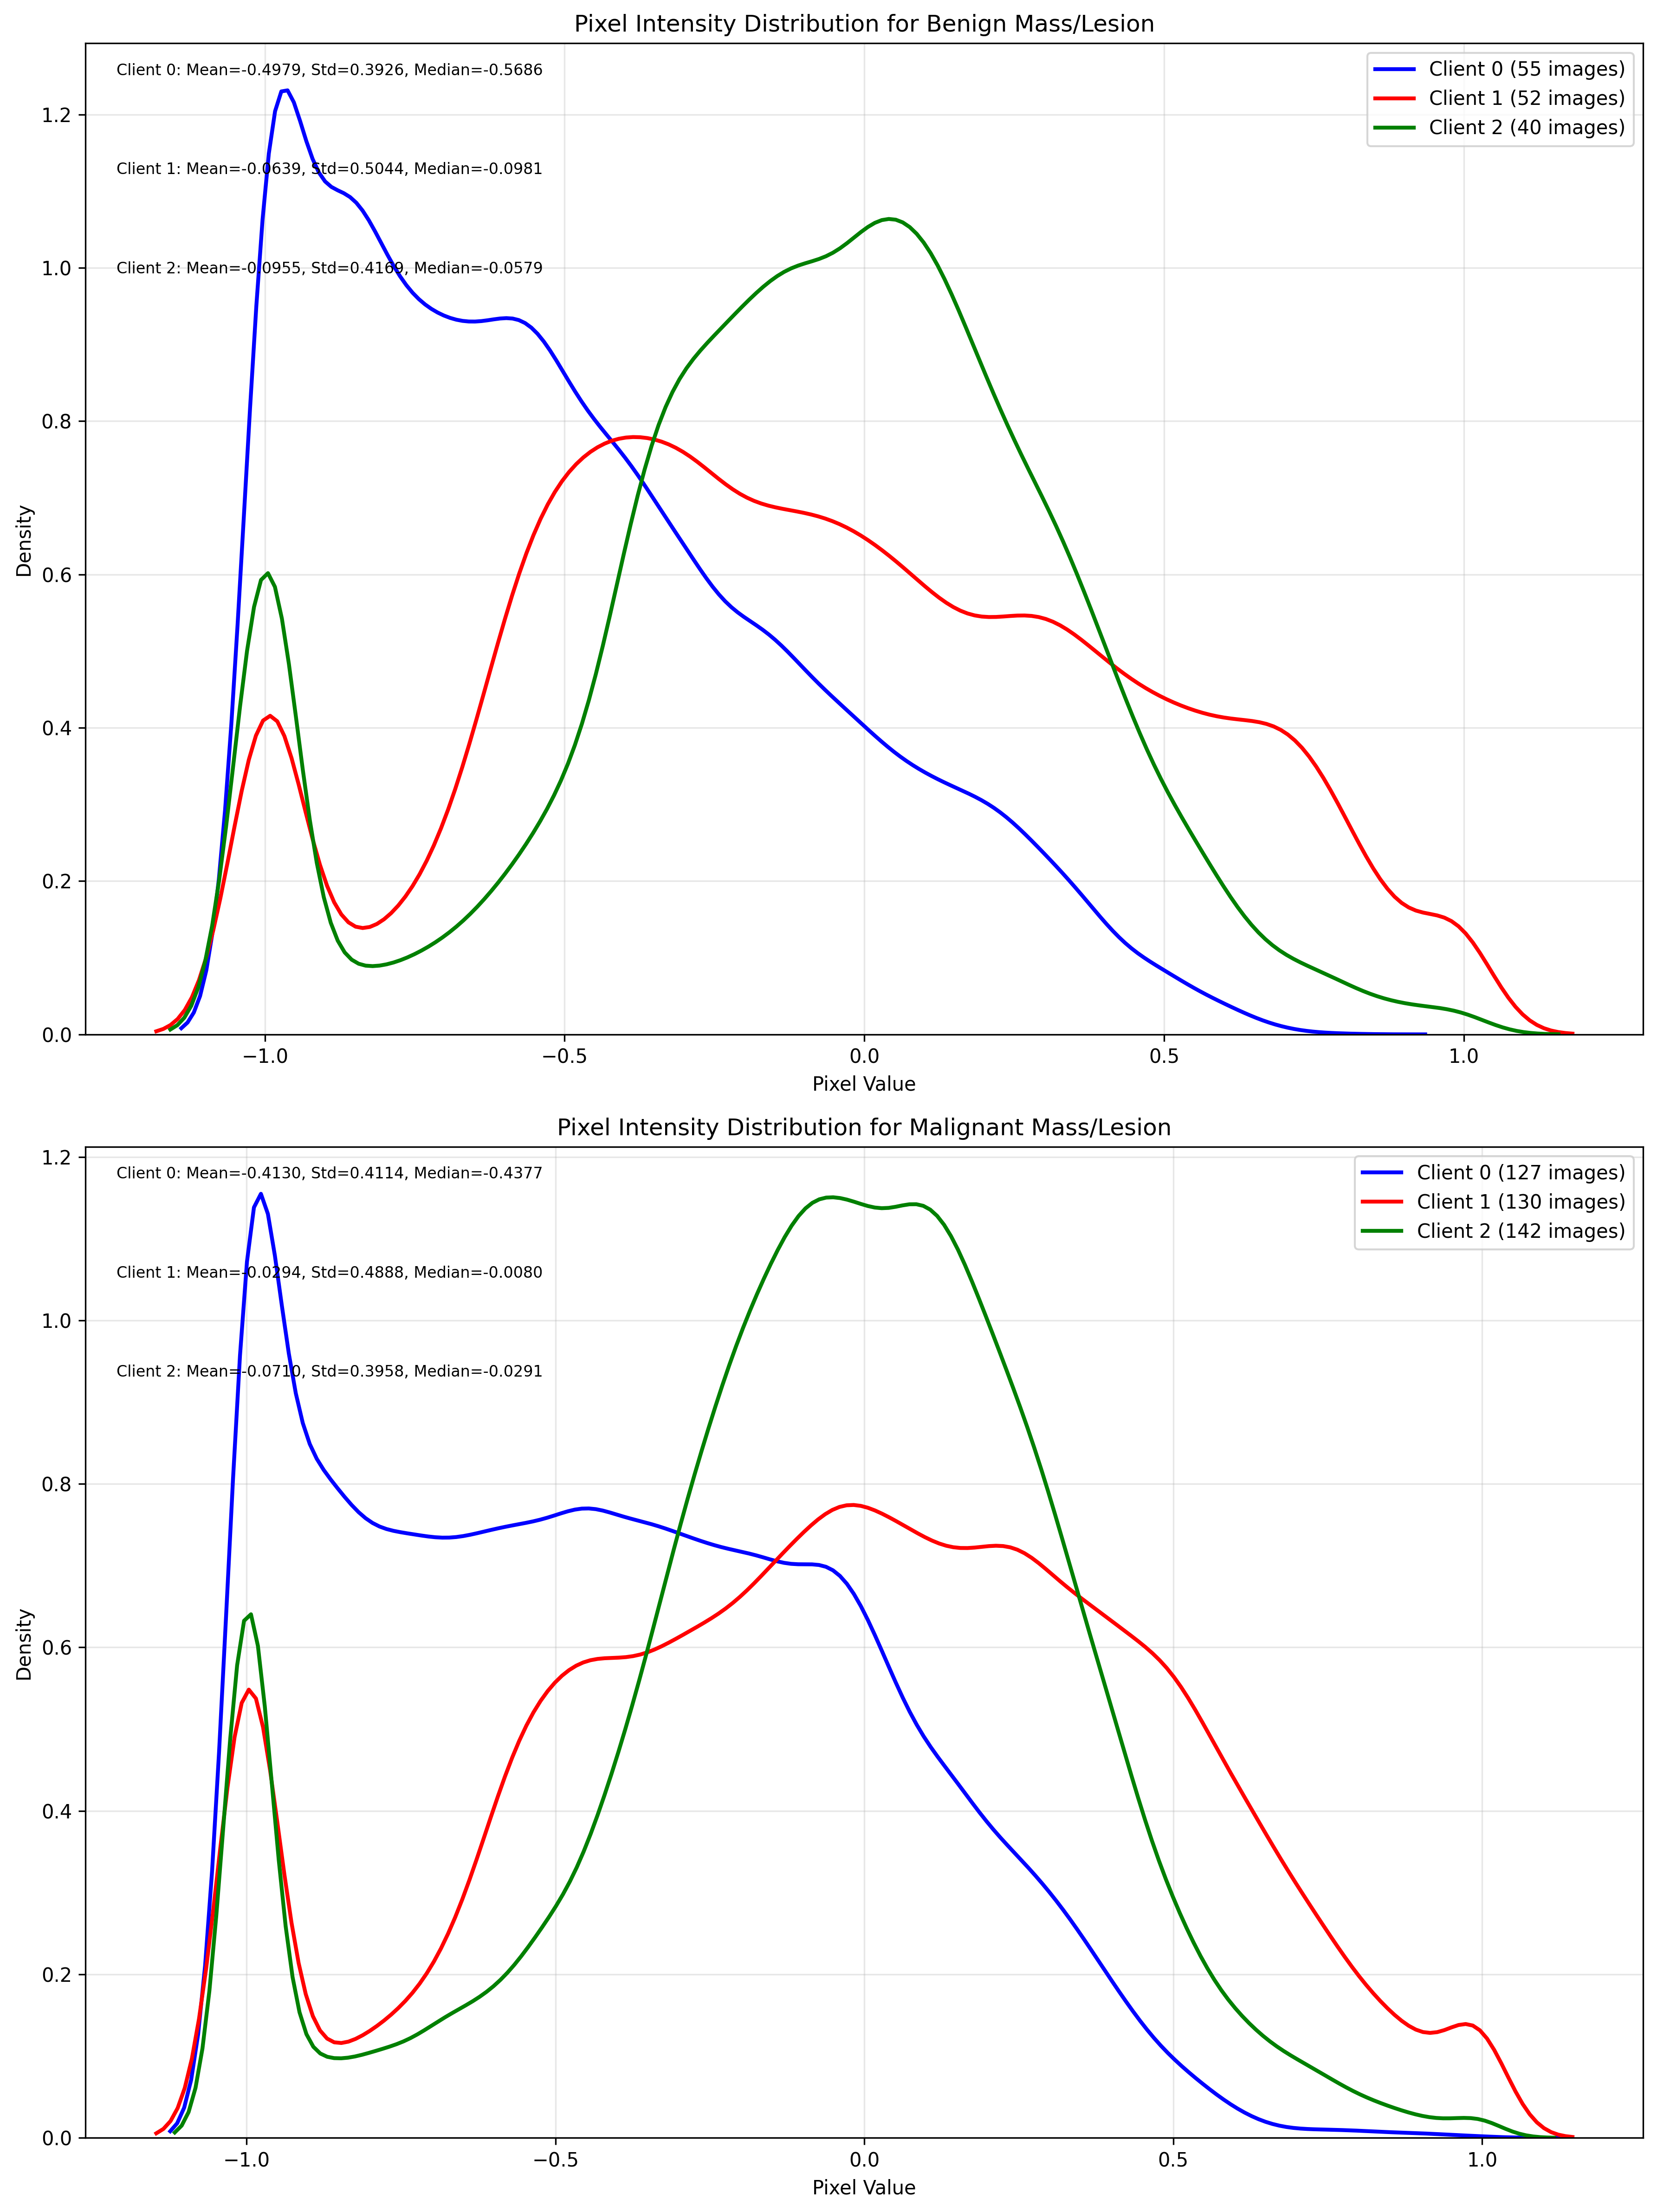 Pixel Intensity Distribution for Benign Mass/Lesion
Client 0: Mean=-0.4979, Std=0.3926, Median=-0.5686
Client 1: Mean=-0.0639, Std=0.5044, Median=-0.0981
Client 2: Mean=-0.0955, Std=0.4169, Median=-0.0579
Client 0 (55 images)
Client 1 (52 images)
Client 2 (40 images)
Density
1.2
1.0
0.8
0.6
0.4
0.2
0.0
−1.0
−0.5
0.0
0.5
1.0
Pixel Value
Pixel Intensity Distribution for Malignant Mass/Lesion
Client 0: Mean=-0.4130, Std=0.4114, Median=-0.4377
Client 1: Mean=-0.0294, Std=0.4888, Median=-0.0080
Client 2: Mean=-0.0710, Std=0.3958, Median=-0.0291
Client 0 (127 images)
Client 1 (130 images)
Client 2 (142 images)
Density
1.2
1.0
0.8
0.6
0.4
0.2
0.0
−1.0
−0.5
0.0
0.5
1.0
Pixel Value